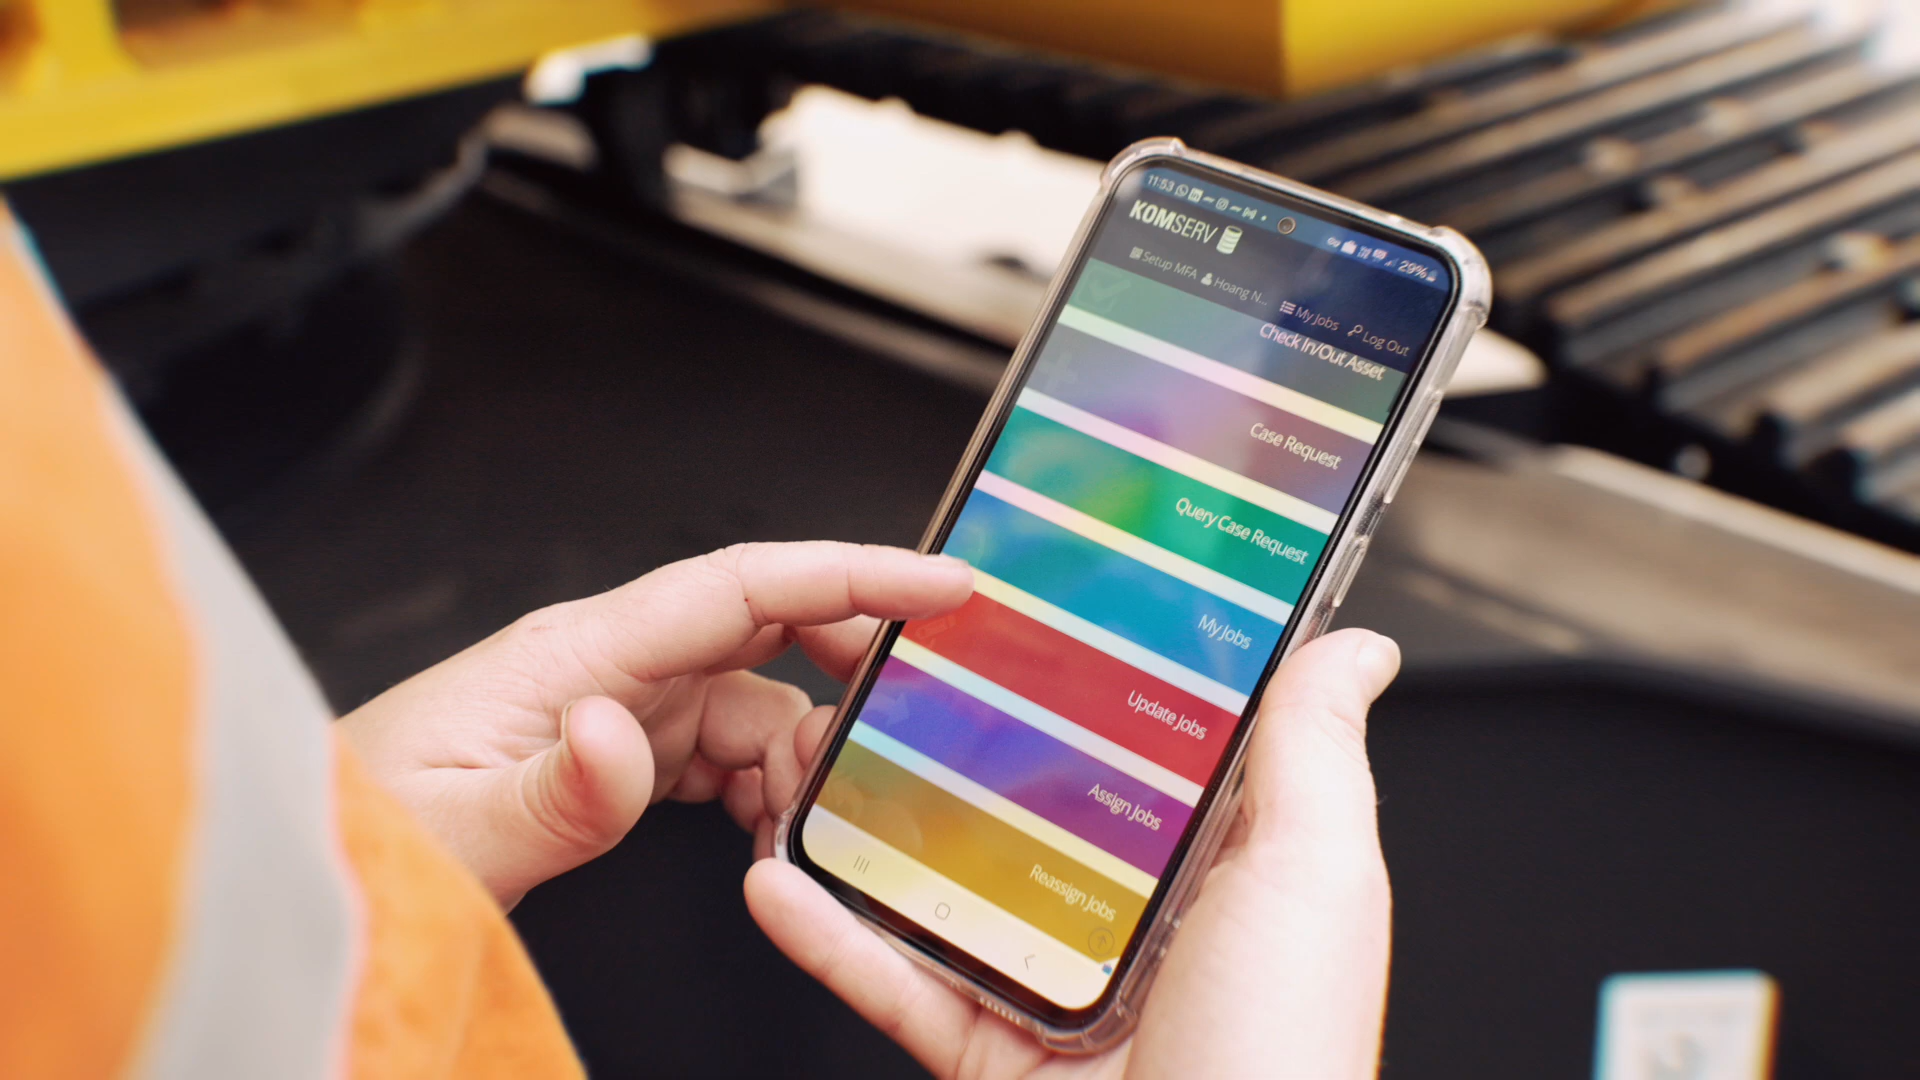 11:53
29%
KOMSERV
Setup MFA Hoang N... My Jobs Log Out
Check In/Out Asset
Case Request
Query Case Request
My Jobs
Update Jobs
Assign Jobs
Reassign Jobs